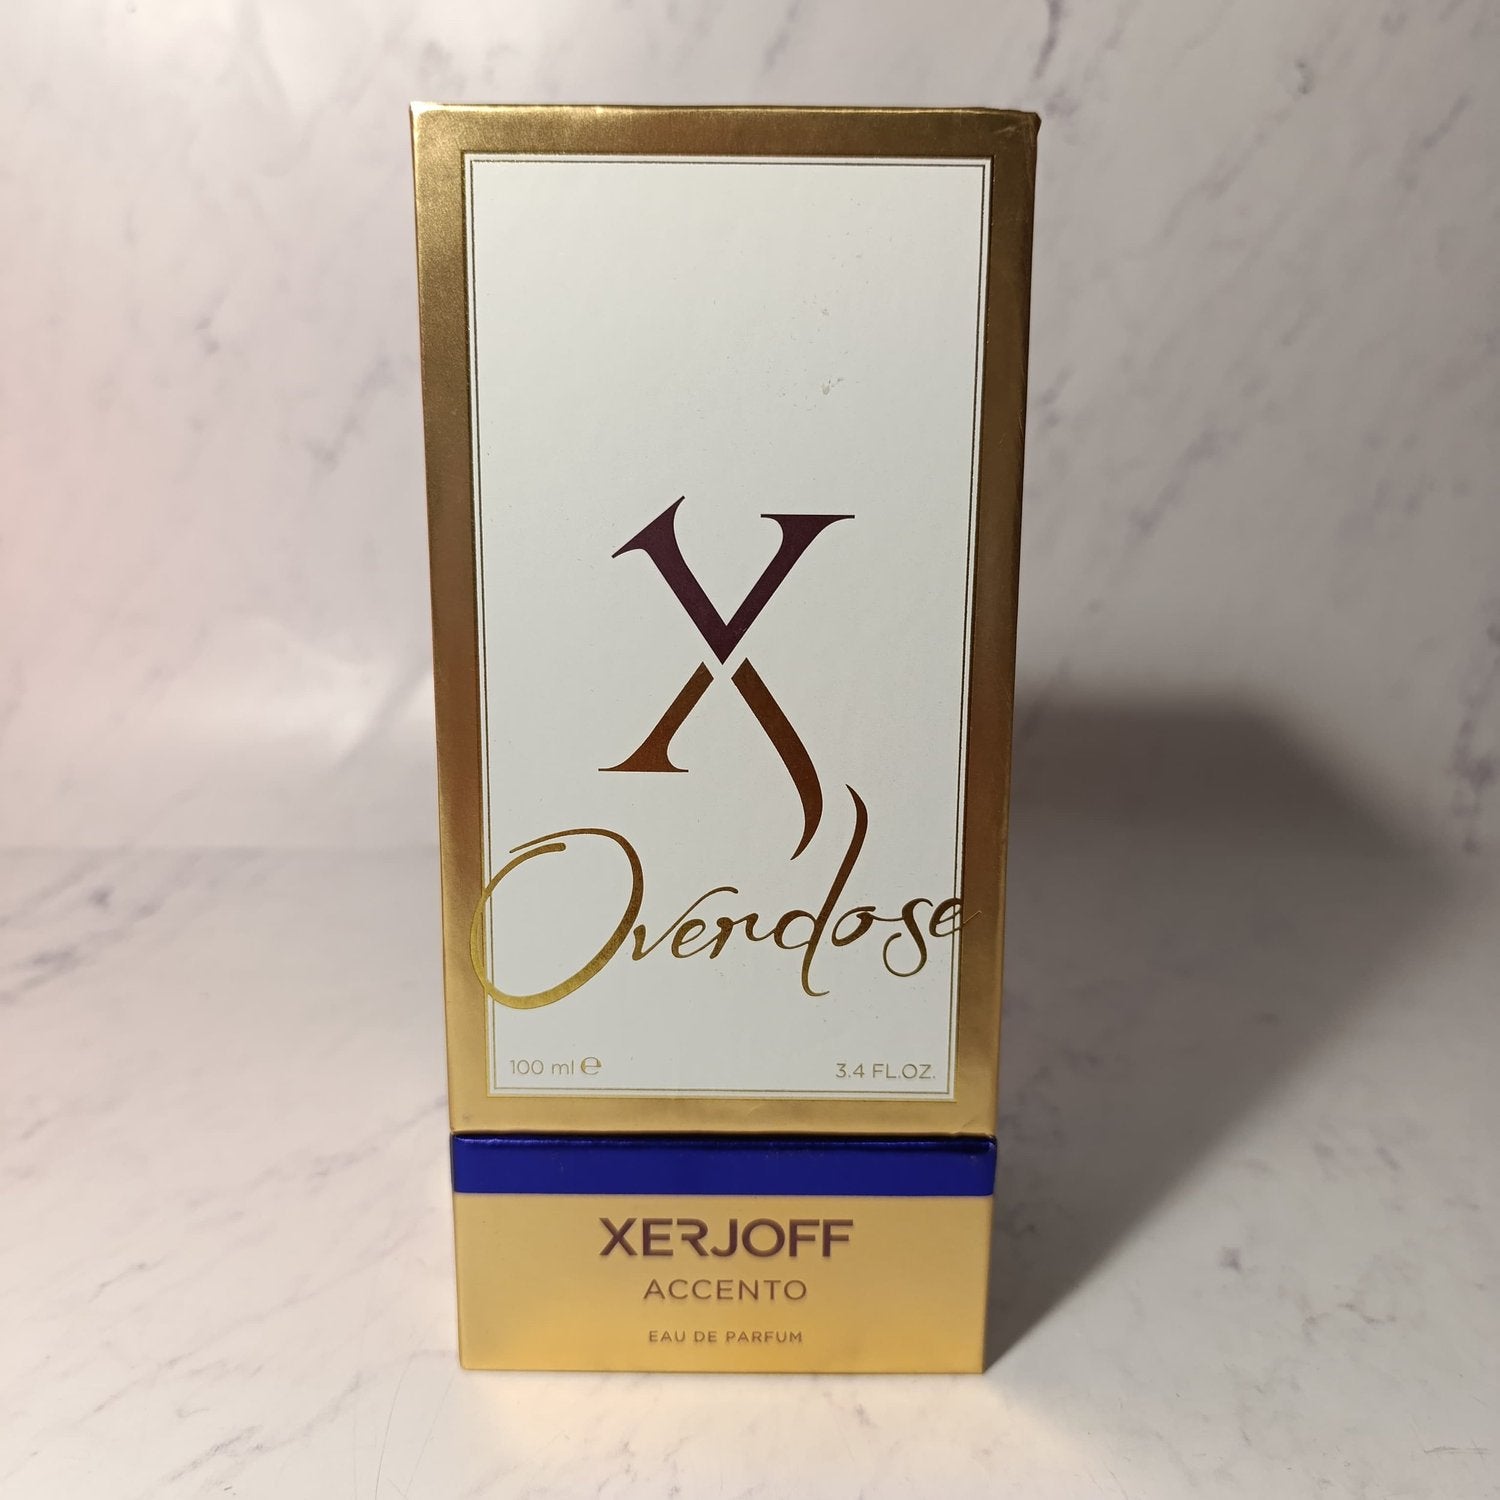 X
Overdose
100 ml ℮ 3.4 FL.OZ.
XERJOFF
ACCENTO
EAU DE PARFUM